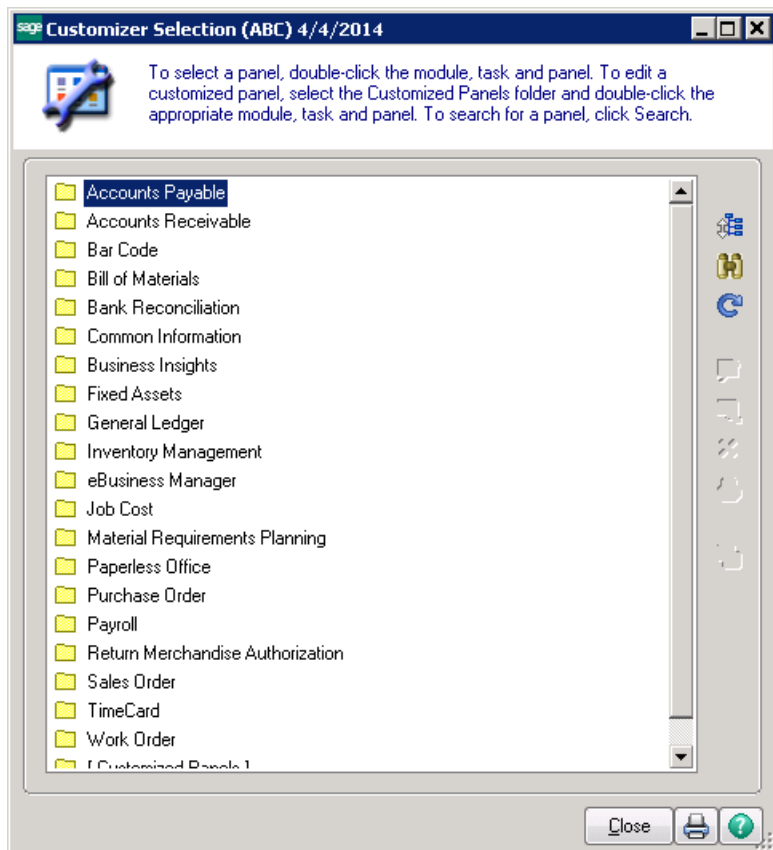 sage Customizer Selection (ABC) 4/4/2014
To select a panel, double-click the module, task and panel. To edit a
customized panel, select the Customized Panels folder and double-click the
appropriate module, task and panel. To search for a panel, click Search.
Accounts Payable
Accounts Receivable
Bar Code
Bill of Materials
Bank Reconciliation
Common Information
Business Insights
Fixed Assets
General Ledger
Inventory Management
eBusiness Manager
Job Cost
Material Requirements Planning
Paperless Office
Purchase Order
Payroll
Return Merchandise Authorization
Sales Order
TimeCard
Work Order
[ Customized Panels ]
Close